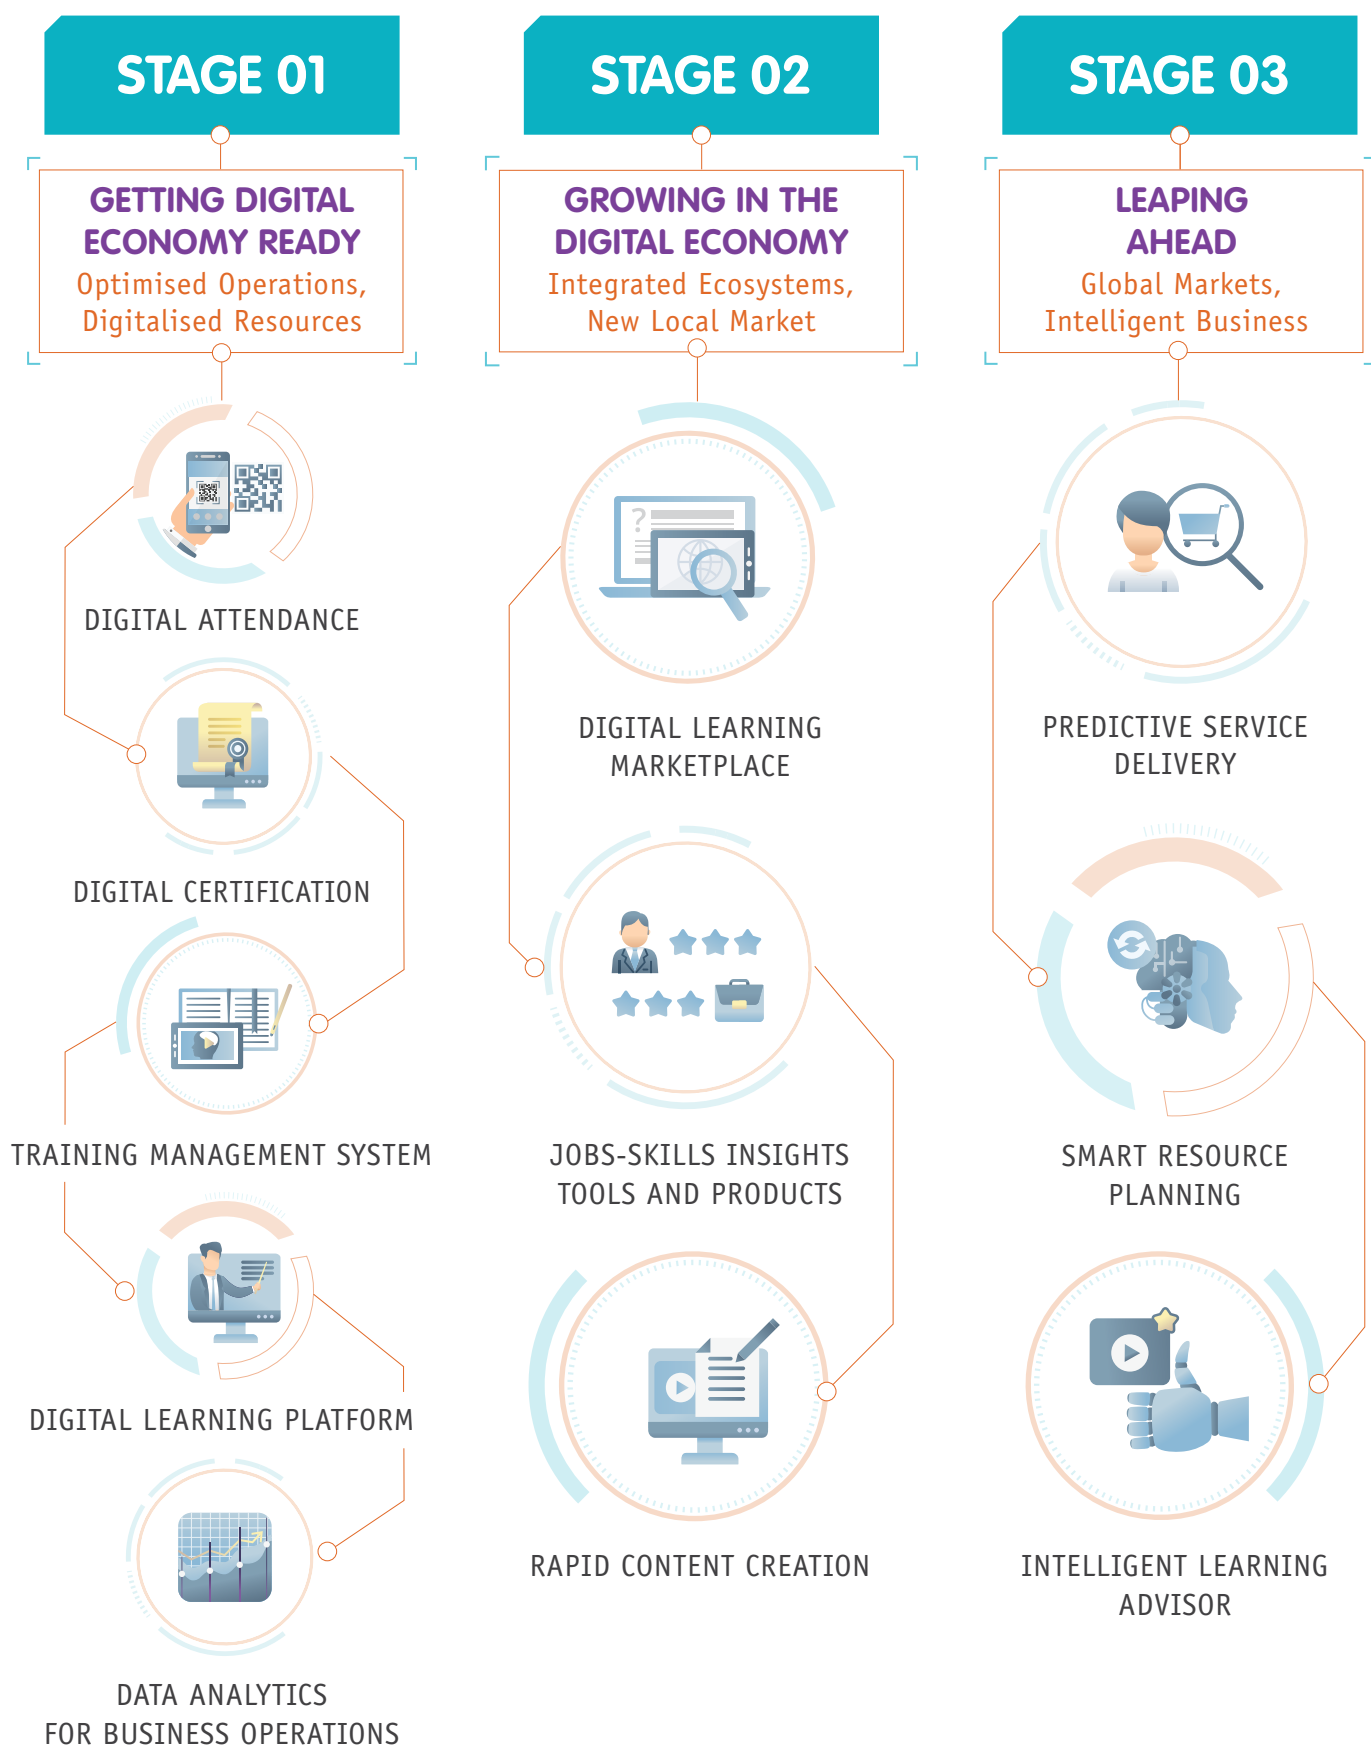 STAGE 01
GETTING DIGITAL
ECONOMY READY
Optimised Operations,
Digitalised Resources
DIGITAL ATTENDANCE
DIGITAL CERTIFICATION
TRAINING MANAGEMENT SYSTEM
DIGITAL LEARNING PLATFORM
DATA ANALYTICS
FOR BUSINESS OPERATIONS
STAGE 02
GROWING IN THE
DIGITAL ECONOMY
Integrated Ecosystems,
New Local Market
?
DIGITAL LEARNING
MARKETPLACE
JOBS-SKILLS INSIGHTS
TOOLS AND PRODUCTS
RAPID CONTENT CREATION
STAGE 03
LEAPING
AHEAD
Global Markets,
Intelligent Business
PREDICTIVE SERVICE
DELIVERY
SMART RESOURCE
PLANNING
INTELLIGENT LEARNING
ADVISOR